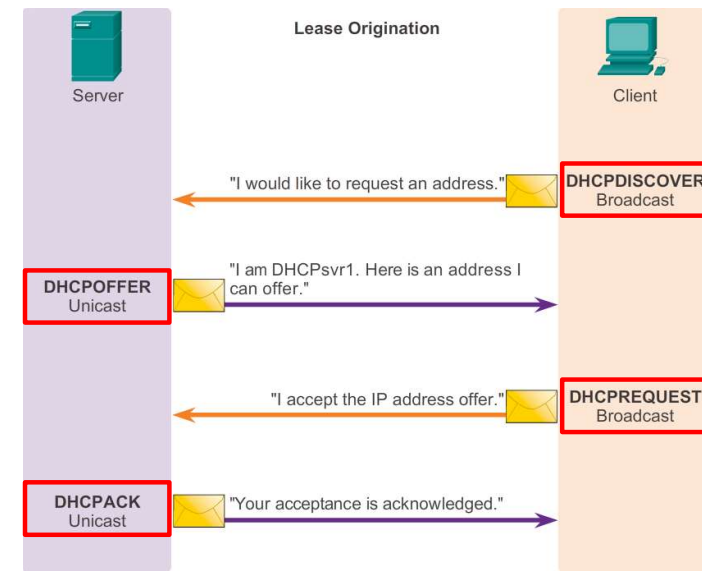 Lease Origination
Server
Client
"I would like to request an address."
DHCPDISCOVER
Broadcast
"I am DHCPsvr1. Here is an address I
can offer."
DHCPOFFER
Unicast
"I accept the IP address offer."
DHCPREQUEST
Broadcast
DHCPACK
Unicast
"Your acceptance is acknowledged."